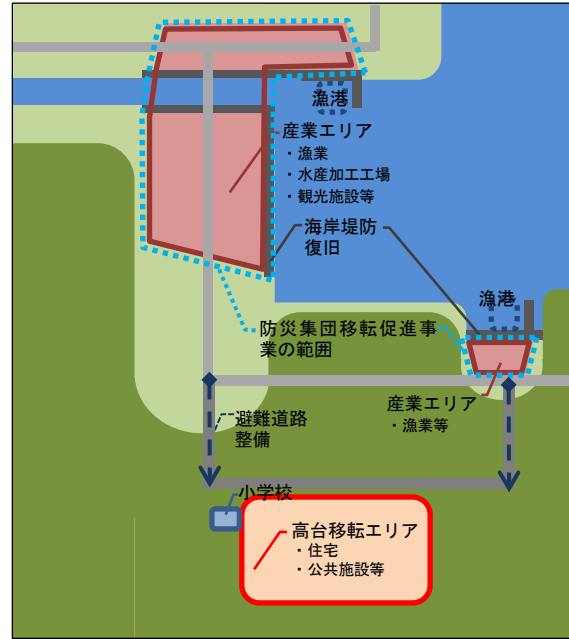 漁港
産業エリア
・漁業
・水産加工工場
・観光施設等
海岸堤防
復旧
漁港
防災集団移転促進事
業の範囲
産業エリア
・漁業等
避難道路
整備
小学校
高台移転エリア
・住宅
・公共施設等